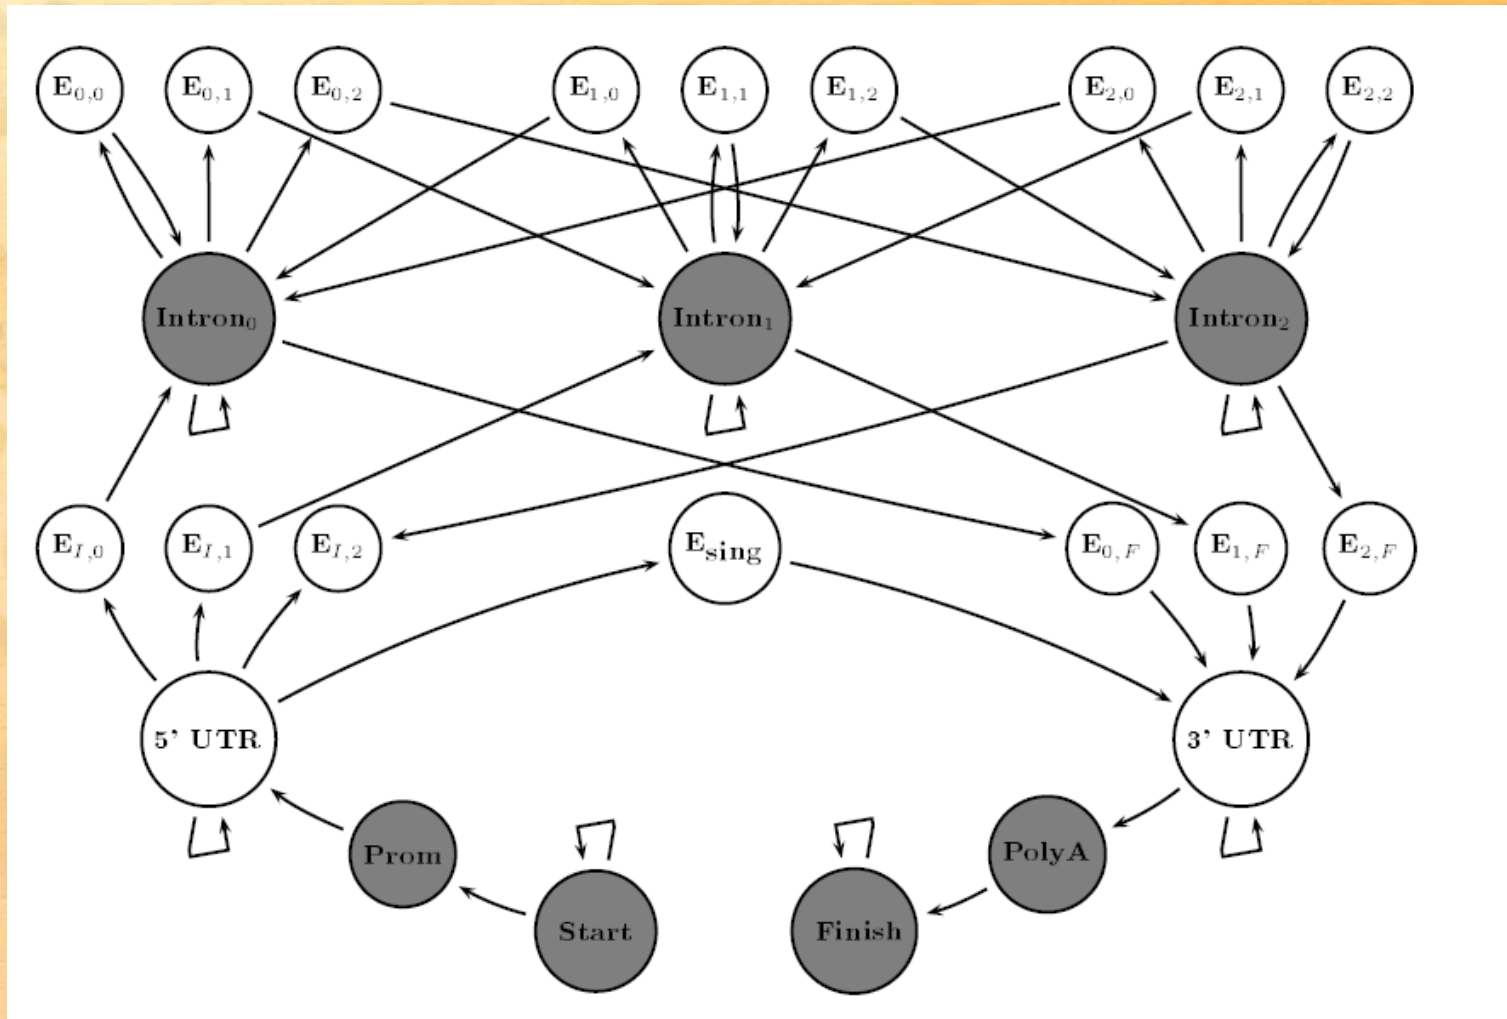 E0,0 E0,1 E0,2 E1,0 E1,1 E1,2 E2,0 E2,1 E2,2
Intron0 Intron1 Intron2
EI,0 EI,1 EI,2 Esing E0,F E1,F E2,F
5' UTR 3' UTR
Prom PolyA
Start Finish